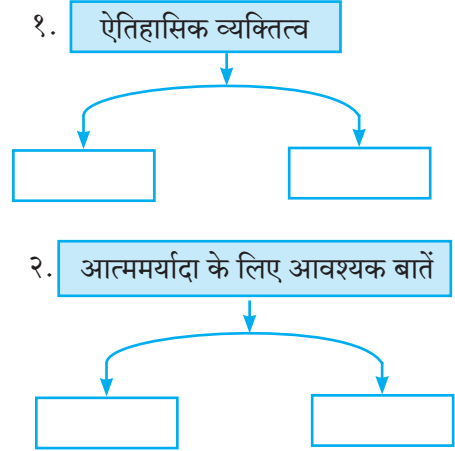 १. ऐतिहासिक व्यक्तित्व
२. आत्ममर्यादा के लिए आवश्यक बातें